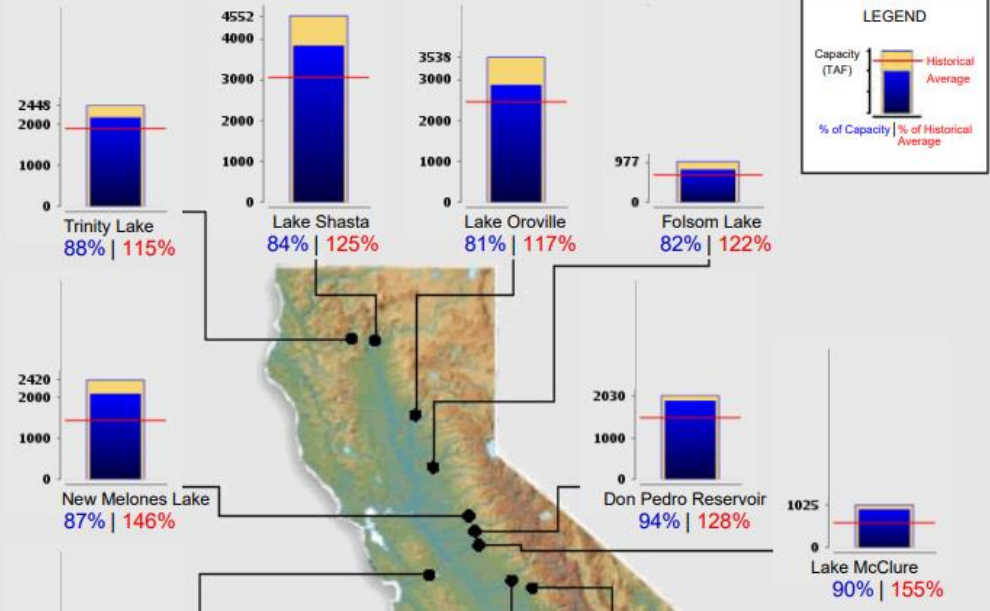 4552
4000
3000
2000
1000
0
Lake Shasta
84% | 125%
3538
3000
2000
1000
0
Lake Oroville
81% | 117%
LEGEND
Capacity
(TAF)
Historical
Average
% of Capacity | % of Historical
Average
2448
2000
1000
0
Trinity Lake
88% | 115%
977
0
Folsom Lake
82% | 122%
2420
2000
1000
0
New Melones Lake
87% | 146%
2030
1000
0
Don Pedro Reservoir
94% | 128%
1025
0
Lake McClure
90% | 155%